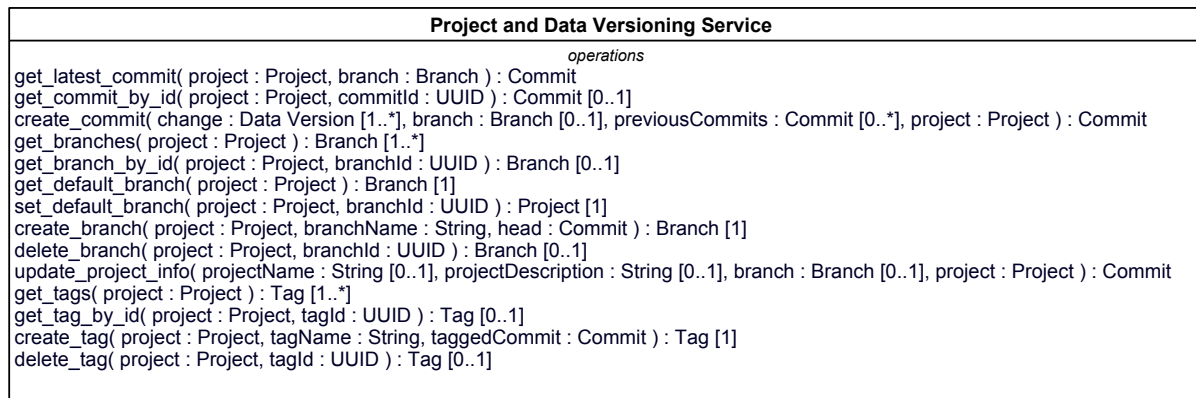 Project and Data Versioning Service
operations
get_latest_commit( project : Project, branch : Branch ) : Commit
get_commit_by_id( project : Project, commitId : UUID ) : Commit [0..1]
create_commit( change : Data Version [1..*], branch : Branch [0..1], previousCommits : Commit [0..*], project : Project ) : Commit
get_branches( project : Project ) : Branch [1..*]
get_branch_by_id( project : Project, branchId : UUID ) : Branch [0..1]
get_default_branch( project : Project ) : Branch [1]
set_default_branch( project : Project, branchId : UUID ) : Project [1]
create_branch( project : Project, branchName : String, head : Commit ) : Branch [1]
delete_branch( project : Project, branchId : UUID ) : Branch [0..1]
update_project_info( projectName : String [0..1], projectDescription : String [0..1], branch : Branch [0..1], project : Project ) : Commit
get_tags( project : Project ) : Tag [1..*]
get_tag_by_id( project : Project, tagId : UUID ) : Tag [0..1]
create_tag( project : Project, tagName : String, taggedCommit : Commit ) : Tag [1]
delete_tag( project : Project, tagId : UUID ) : Tag [0..1]